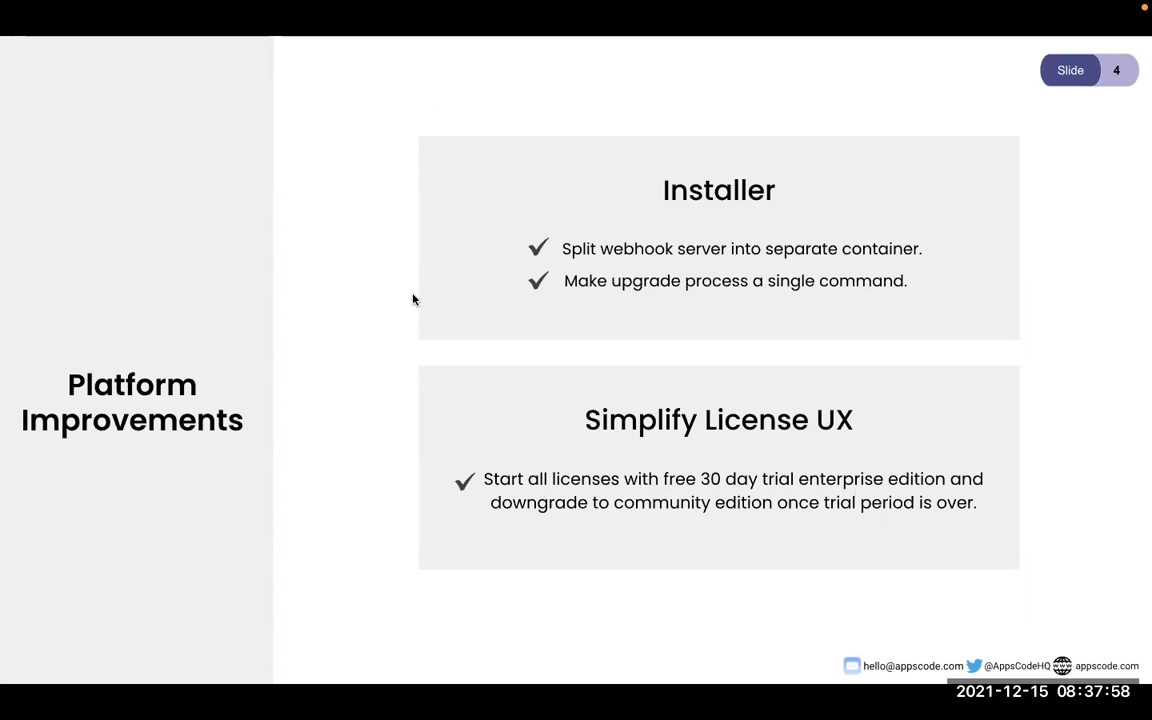 Slide 4
Installer
Split webhook server into separate container.
Make upgrade process a single command.
Platform
Improvements
Simplify License UX
Start all licenses with free 30 day trial enterprise edition and
downgrade to community edition once trial period is over.
hello@appscode.com @AppsCodeHQ www appscode.com
2021-12-15 08:37:58